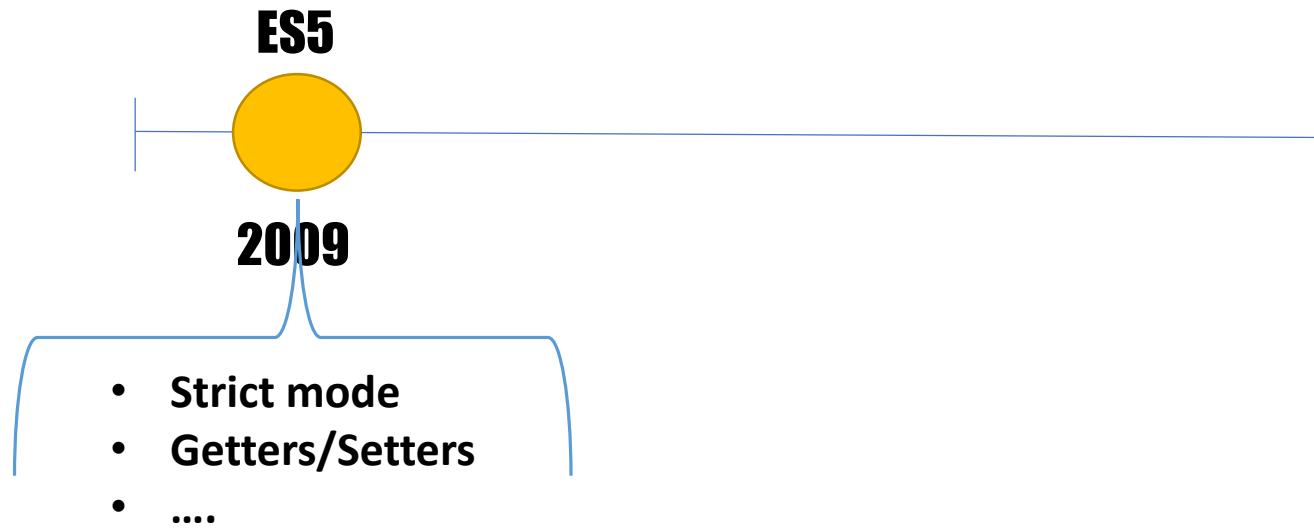 ES5
2009
• Strict mode
• Getters/Setters
• ....